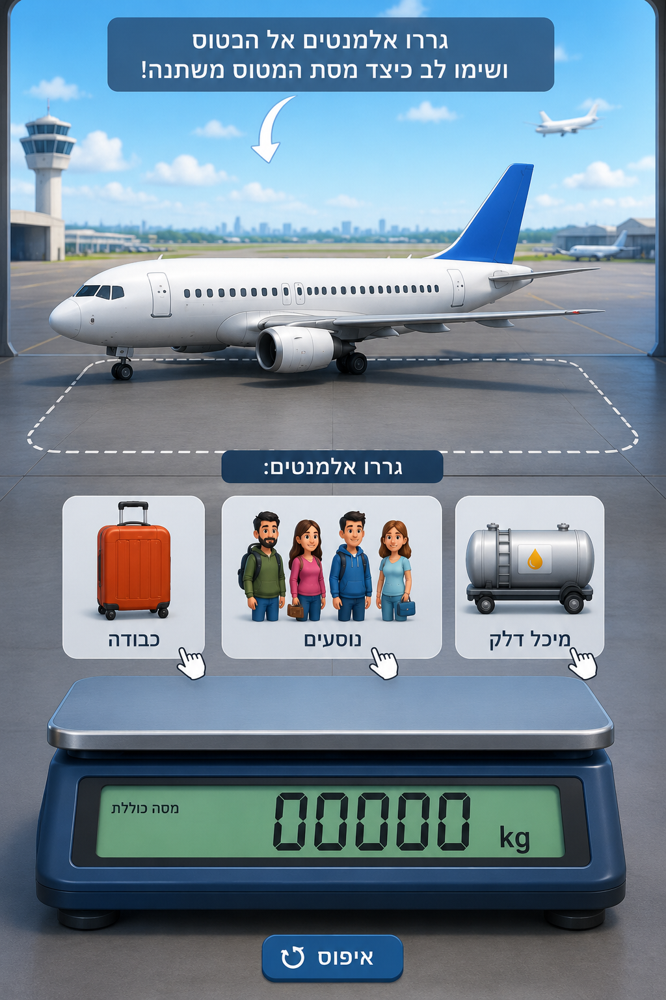 גררו אלמנטים אל הבטוס
ושימו לב כיצד מסת המטוס משתנה!
גררו אלמנטים:
כבודה
נוסעים
מיכל דלק
מסה כוללת
00000 kg
איפוס